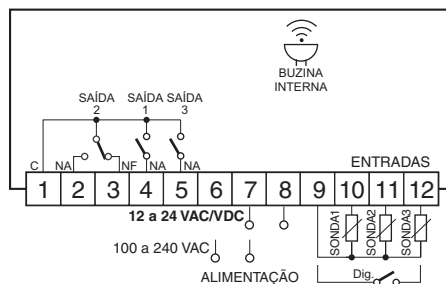 BUZINA
INTERNA
SAÍDA
2
SAÍDA
1
SAÍDA
3
C
NA
NF
NA
NA
ENTRADAS
1 2 3 4 5 6 7 8 9 10 11 12
12 a 24 VAC/VDC
100 a 240 VAC
ALIMENTAÇÃO
SONDA1
SONDA2
SONDA3
Dig.